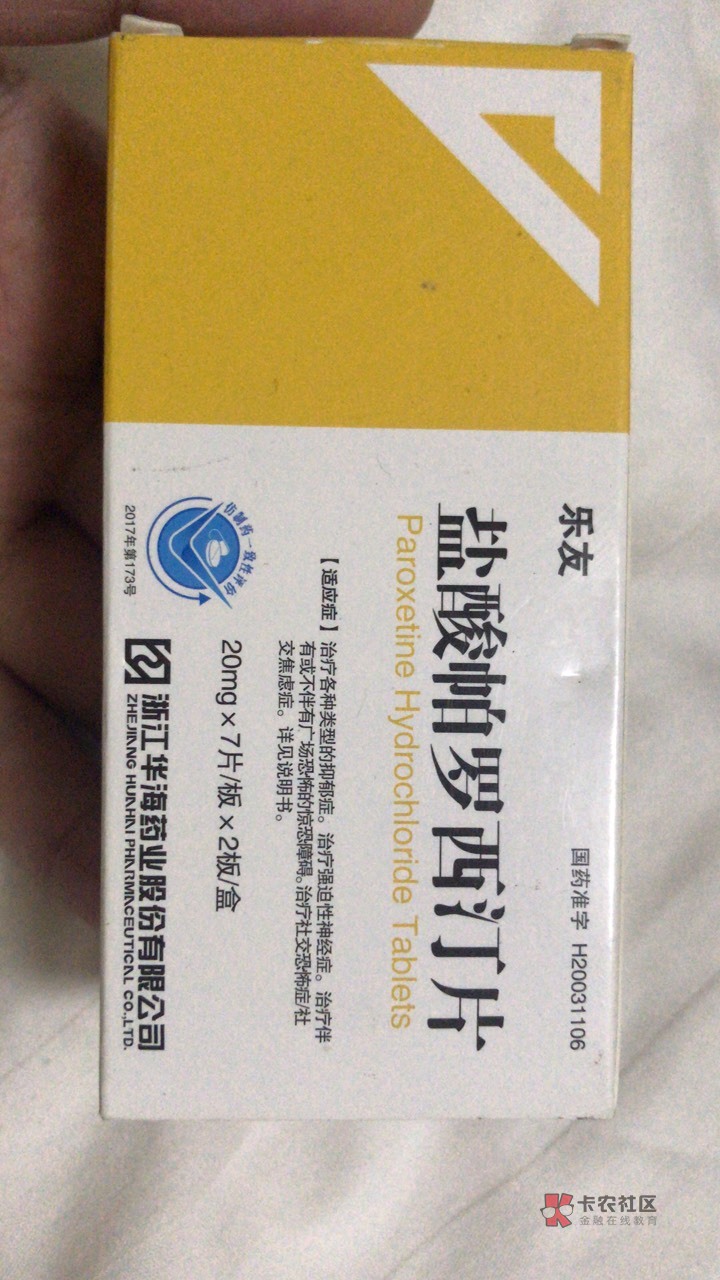 乐友
国药准字 H20031106
盐酸帕罗西汀片
Paroxetine Hydrochloride Tablets
【适应症】治疗各种类型的抑郁症。治疗强迫性神经症。治疗伴
有或不伴有广场恐怖的惊恐障碍。治疗社交恐怖症/社
交焦虑症。详见说明书。
20mg×7片/板×2板/盒
仿制药一致性评价
2017年第173号
浙江华海药业股份有限公司
ZHEJIANG HUAHAI PHARMACEUTICAL CO.,LTD.
卡农社区
金融在线教育